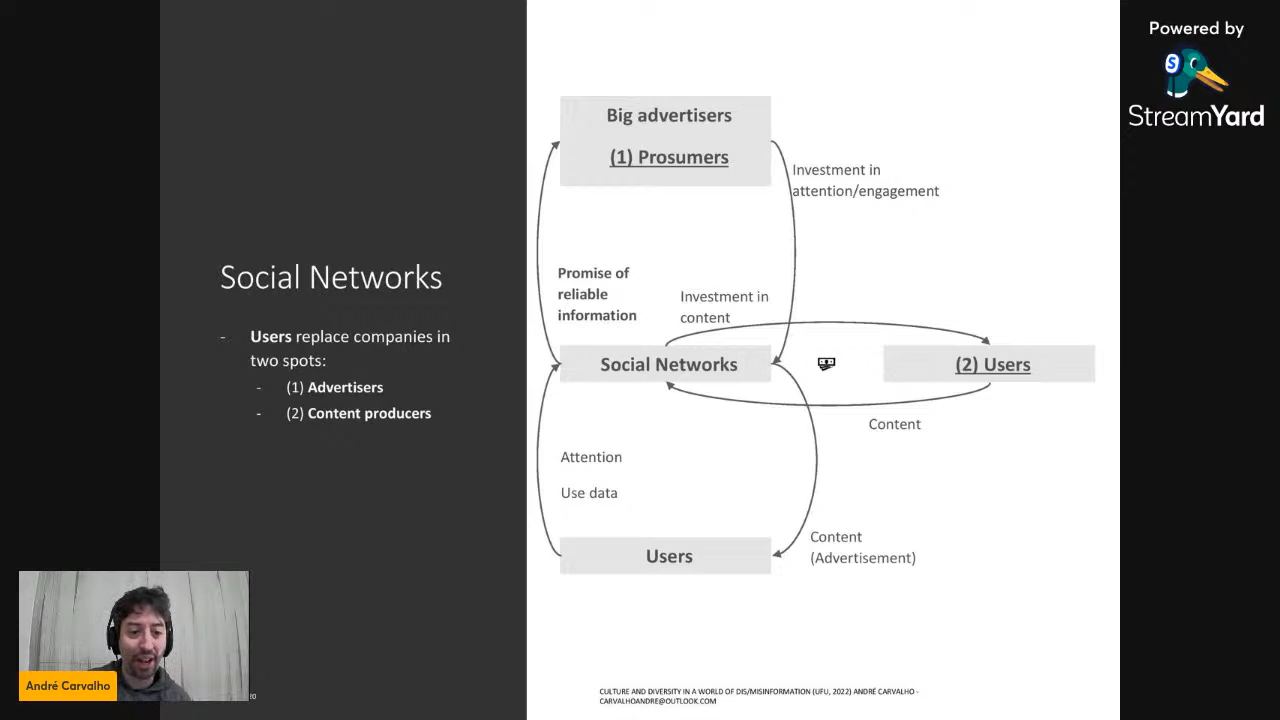 Powered by
StreamYard
Social Networks
- Users replace companies in
two spots:
- (1) Advertisers
- (2) Content producers
Big advertisers
(1) Prosumers
Investment in
attention/engagement
Promise of
reliable
information
Investment in
content
Social Networks
(2) Users
Content
Attention
Use data
Content
(Advertisement)
Users
André Carvalho
20
CULTURE AND DIVERSITY IN A WORLD OF DIS/MISINFORMATION (UFU, 2022) ANDRÉ CARVALHO -
CARVALHOANDRE@OUTLOOK.COM